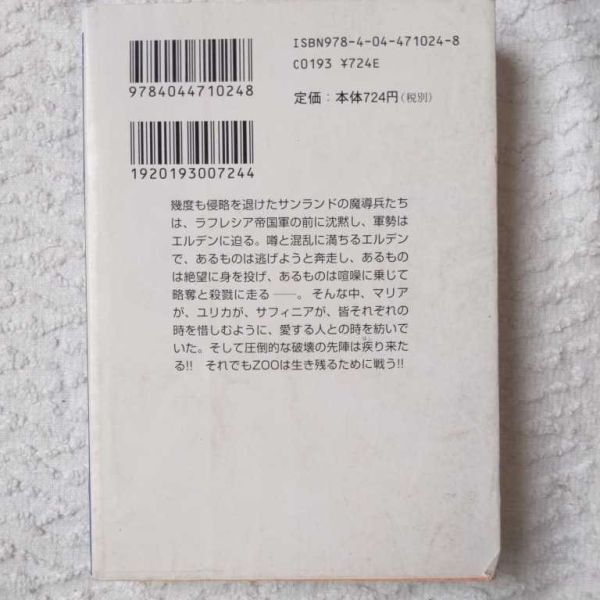 ISBN978-4-04-471024-8
C0193 ¥724E
9784044710248
定価：本体724円(税別)
1920193007244
幾度も侵略を退けたサンランドの魔導兵たち
は、ラフレシア帝国軍の前に沈黙し、軍勢は
エルデンに迫る。噂と混乱に満ちるエルデン
で、あるものは逃げようと奔走し、あるもの
は絶望に身を投げ、あるものは喧噪に乗じて
略奪と殺戮に走る――。そんな中、マリア
が、ユリカが、サフィニアが、皆それぞれの
時を惜しむように、愛する人との時を紡いで
いた。そして圧倒的な破壊の先陣は疾り来た
る!! それでもZOOは生き残るために戦う!!